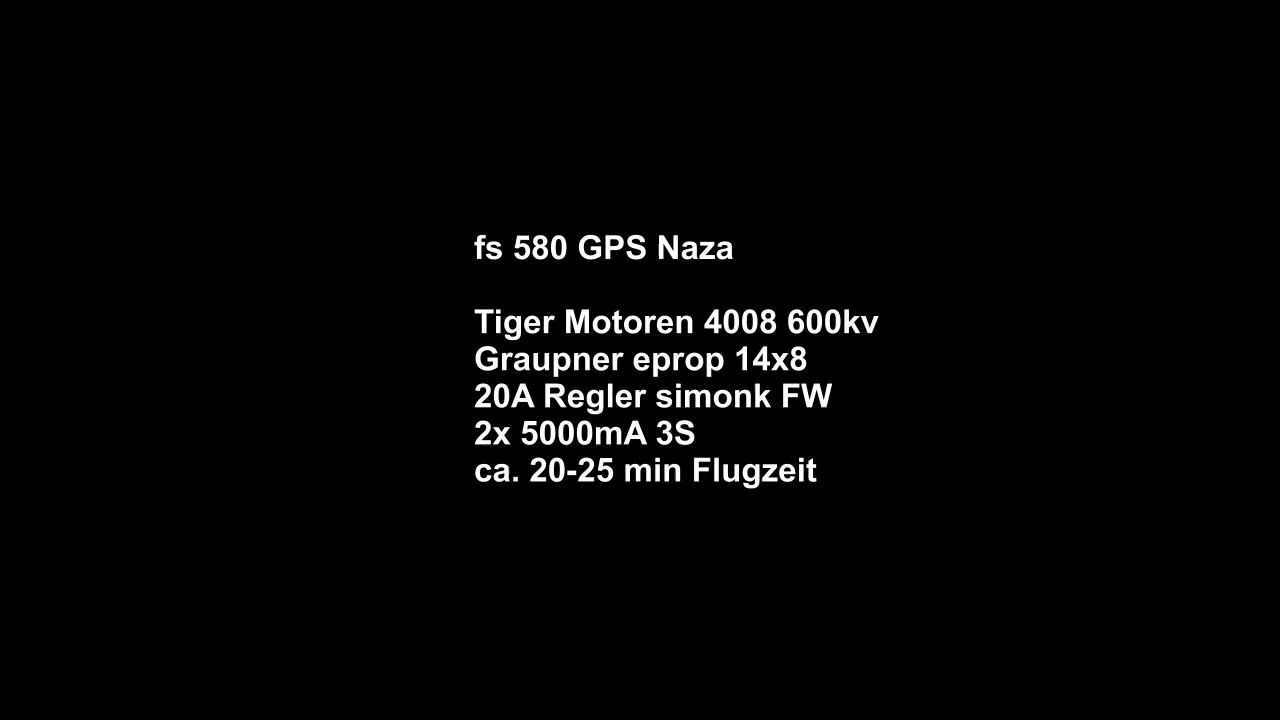 fs 580 GPS Naza
Tiger Motoren 4008 600kv
Graupner eprop 14x8
20A Regler simonk FW
2x 5000mA 3S
ca. 20-25 min Flugzeit